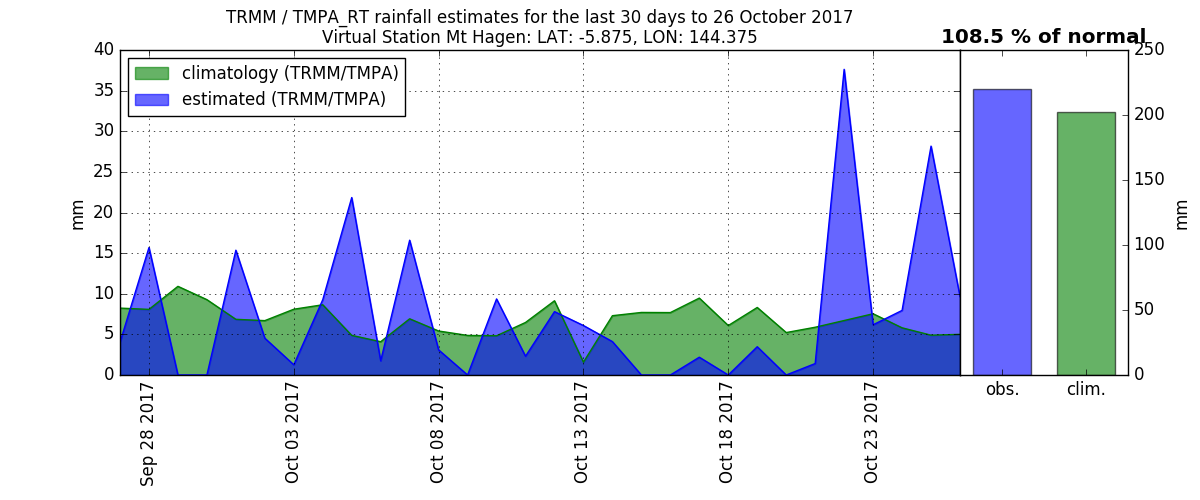 TRMM / TMPA_RT rainfall estimates for the last 30 days to 26 October 2017
Virtual Station Mt Hagen: LAT: -5.875, LON: 144.375
108.5 % of normal
climatology (TRMM/TMPA)
estimated (TRMM/TMPA)
40
35
30
25
20
15
10
5
0
mm
250
200
150
100
50
0
mm
Sep 28 2017
Oct 03 2017
Oct 08 2017
Oct 13 2017
Oct 18 2017
Oct 23 2017
obs.
clim.